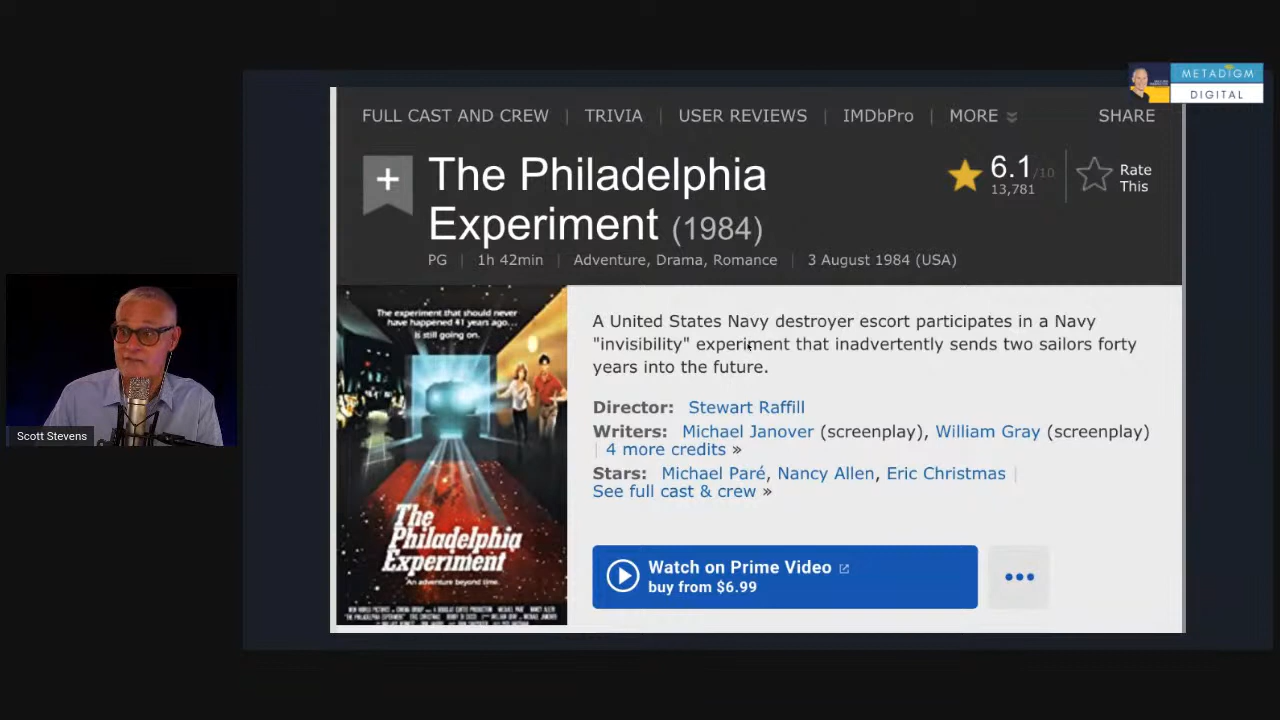 METADIGM
DIGITAL
FULL CAST AND CREW | TRIVIA | USER REVIEWS | IMDbPro | MORE SHARE
+ The Philadelphia
Experiment (1984)
6.1/10
13,781
Rate
This
PG | 1h 42min | Adventure, Drama, Romance | 3 August 1984 (USA)
The experiment that should never
have happened 41 years ago...
is still going on.
The
Philadelphia
Experiment
An adventure beyond time.
A United States Navy destroyer escort participates in a Navy
"invisibility" experiment that inadvertently sends two sailors forty
years into the future.
Director: Stewart Raffill
Writers: Michael Janover (screenplay), William Gray (screenplay)
| 4 more credits »
Stars: Michael Paré, Nancy Allen, Eric Christmas |
See full cast & crew »
Watch on Prime Video
buy from $6.99
Scott Stevens